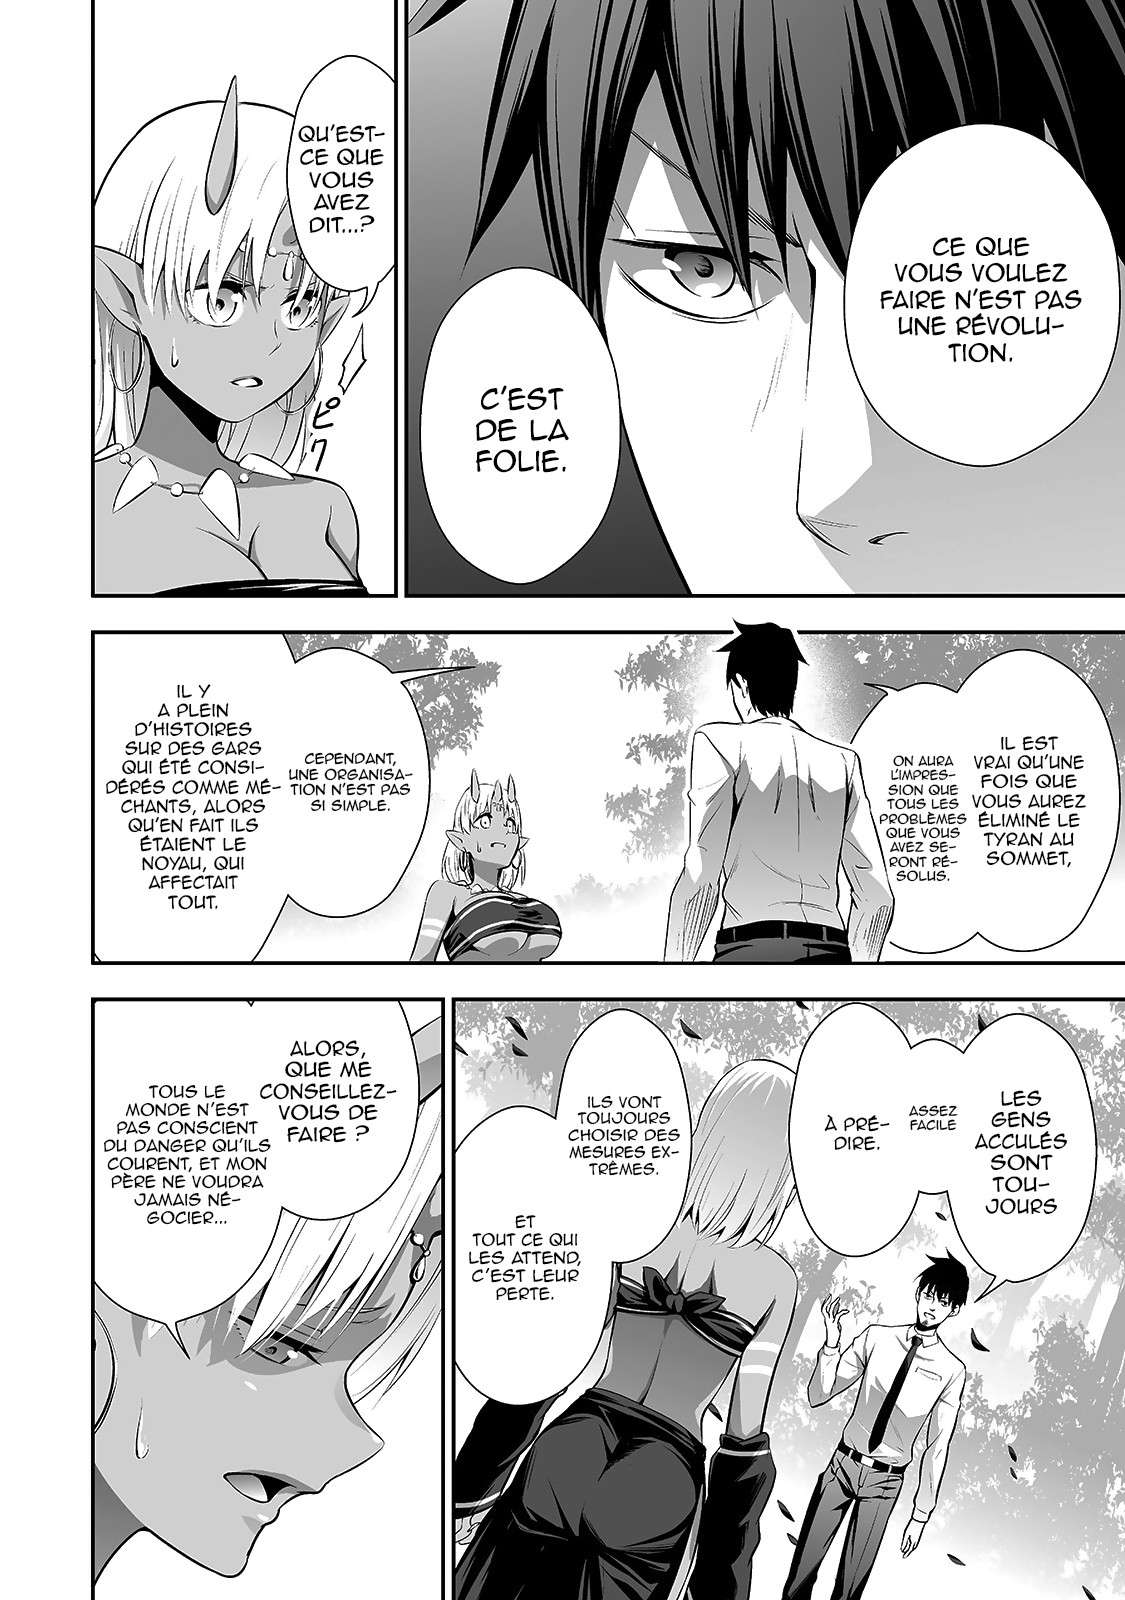 CE QUE
VOUS VOULEZ
FAIRE N'EST PAS
UNE RÉVOLU-
TION.
C'EST
DE LA
FOLIE.
QU'EST-
CE QUE
VOUS
AVEZ
DIT...?
ピク
IL EST
VRAI QU'UNE
FOIS QUE
VOUS AUREZ
ÉLIMINÉ LE
TYRAN AU
SOMMET,
ON AURA
L'IMPRES-
SION QUE
TOUS LES
PROBLÈMES
QUE VOUS
AVEZ SE-
RONT RÉ-
SOLUS.
CEPENDANT,
UNE ORGANISA-
TION N'EST PAS
SI SIMPLE.
IL Y
A PLEIN
D'HISTOIRES
SUR DES GARS
QUI ÉTÉ CONSI-
DÉRÉS COMME MÉ-
CHANTS, ALORS
QU'EN FAIT ILS
ÉTAIENT LE
NOYAU, QUI
AFFECTAIT
TOUT.
LES
GENS
ACCULÉS
SONT
TOU-
JOURS
ASSEZ
FACILE
À PRÉ-
DIRE.
ILS VONT
TOUJOURS
CHOISIR DES
MESURES EX-
TRÊMES.
ET
TOUT CE QUI
LES ATTEND,
C'EST LEUR
PERTE.
ALORS,
QUE ME
CONSEILLEZ-
VOUS DE
FAIRE ?
TOUS LE
MONDE N'EST
PAS CONSCIENT
DU DANGER QU'ILS
COURENT, ET MON
PÈRE NE VOUDRA
JAMAIS NÉ-
GOCIER...